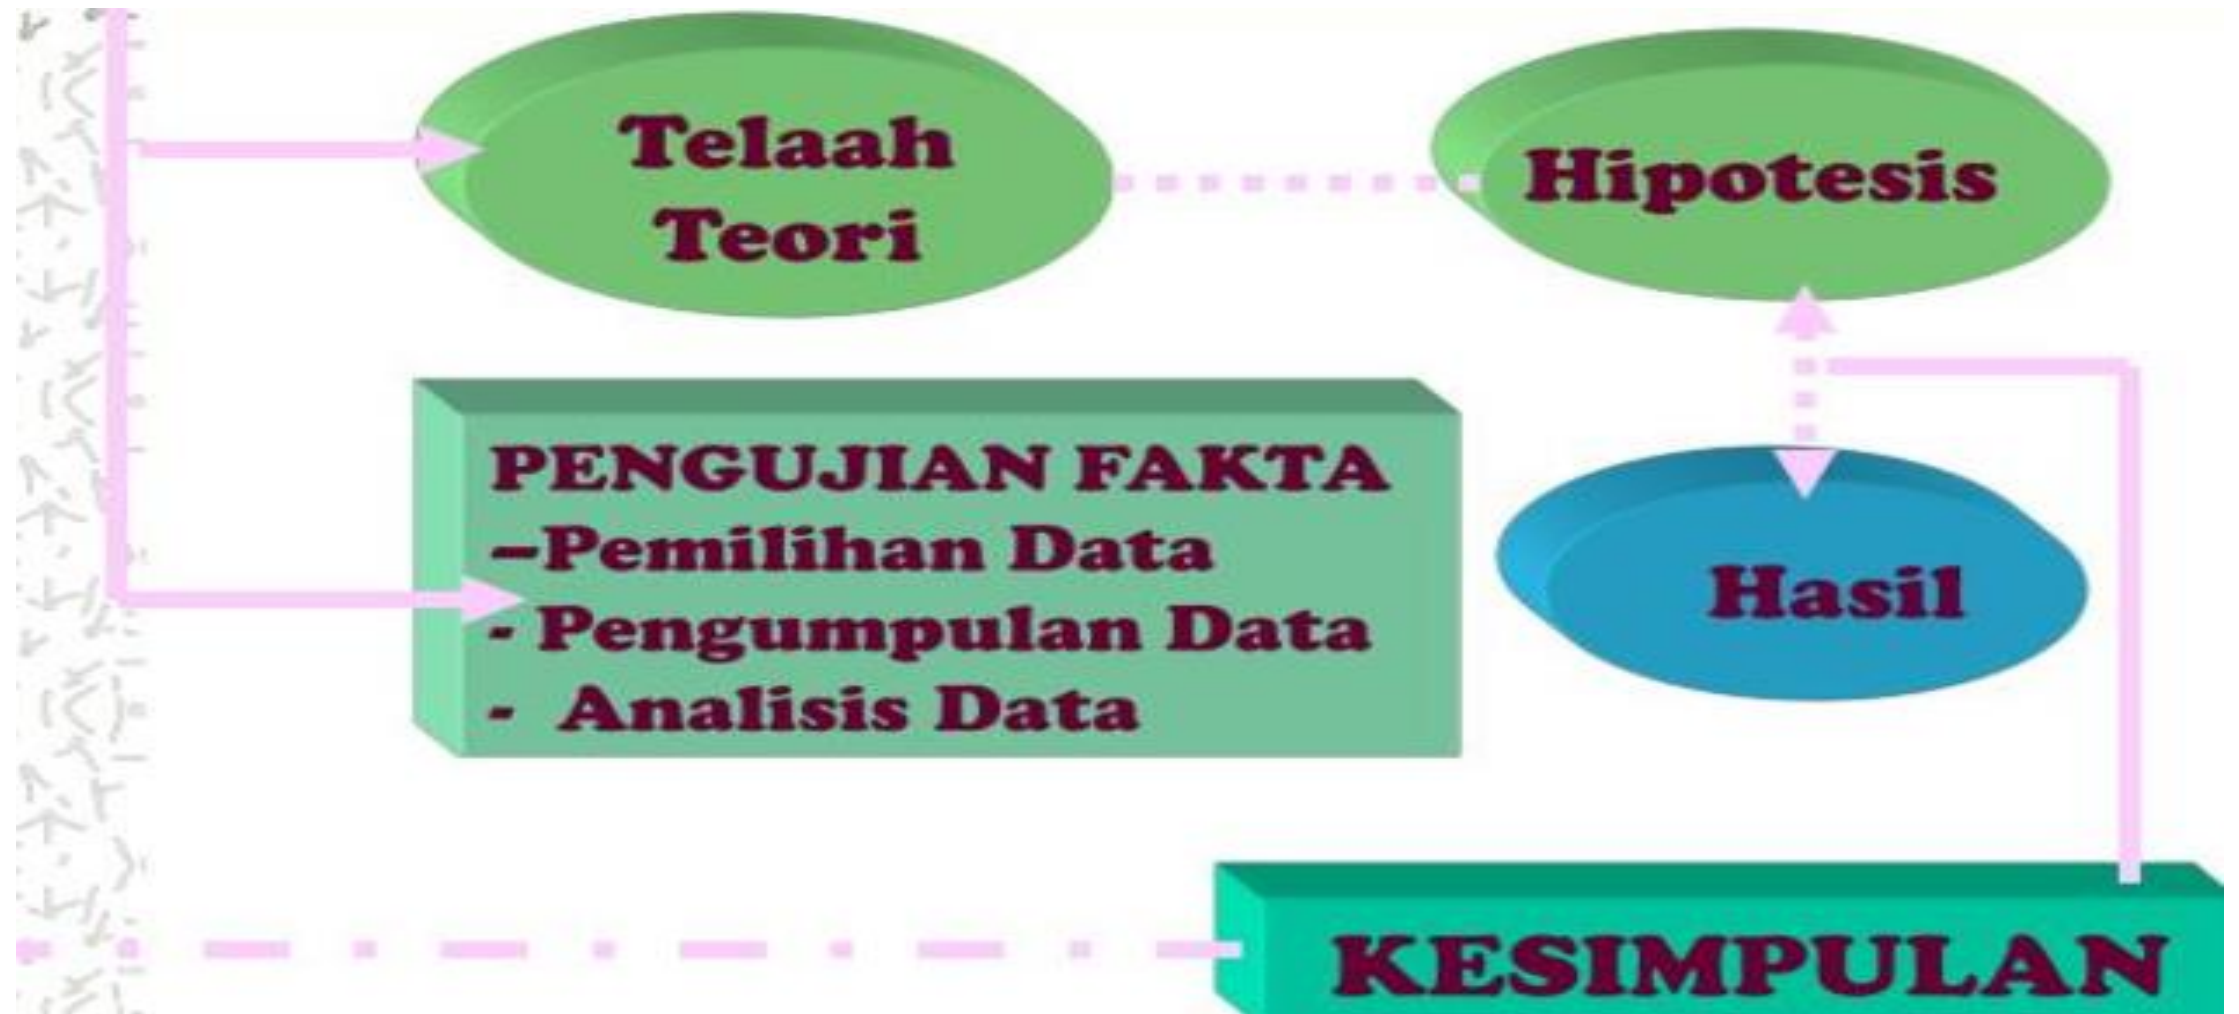 Telaah
Teori
Hipotesis
PENGUJIAN FAKTA
–Pemilihan Data
- Pengumpulan Data
- Analisis Data
Hasil
KESIMPULAN